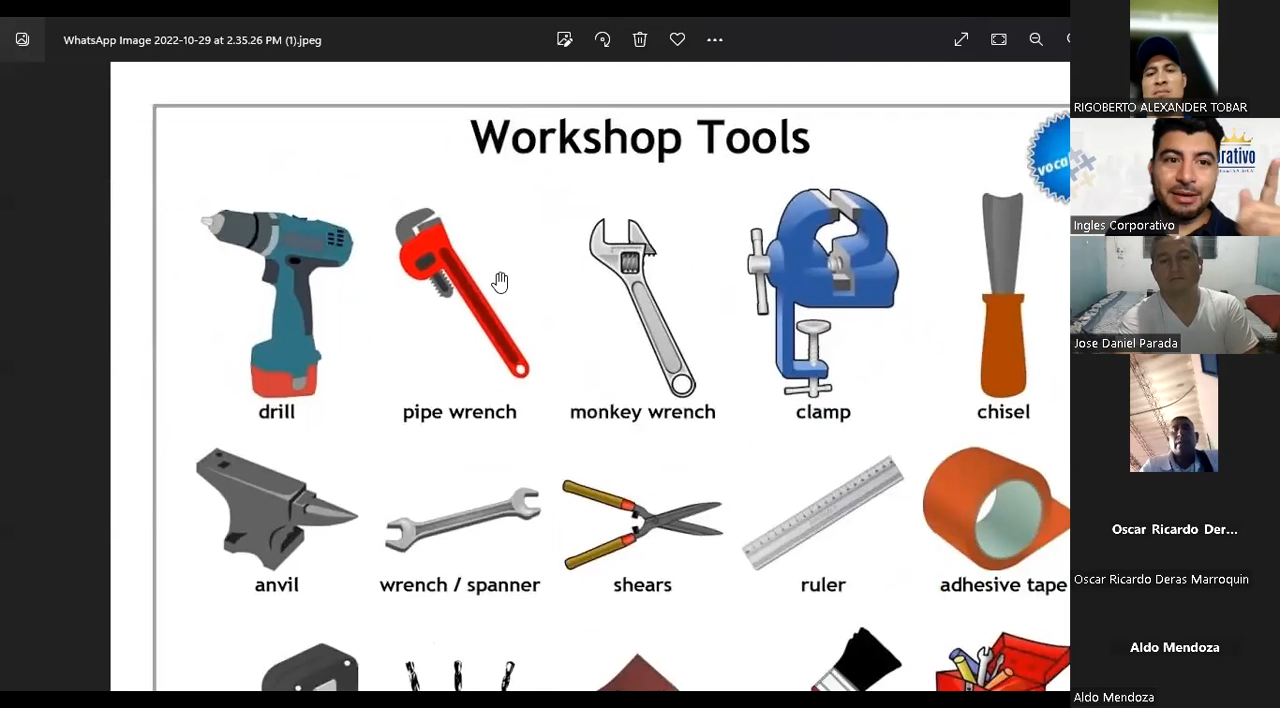 WhatsApp Image 2022-10-29 at 2.35.26 PM (1).jpeg
Workshop Tools
voca
drill
pipe wrench
monkey wrench
clamp
chisel
anvil
wrench / spanner
shears
ruler
adhesive tape
RIGOBERTO ALEXANDER TOBAR
orativo
Ingles Corporativo
Jose Daniel Parada
Oscar Ricardo Der...
Oscar Ricardo Deras Marroquin
Aldo Mendoza
Aldo Mendoza